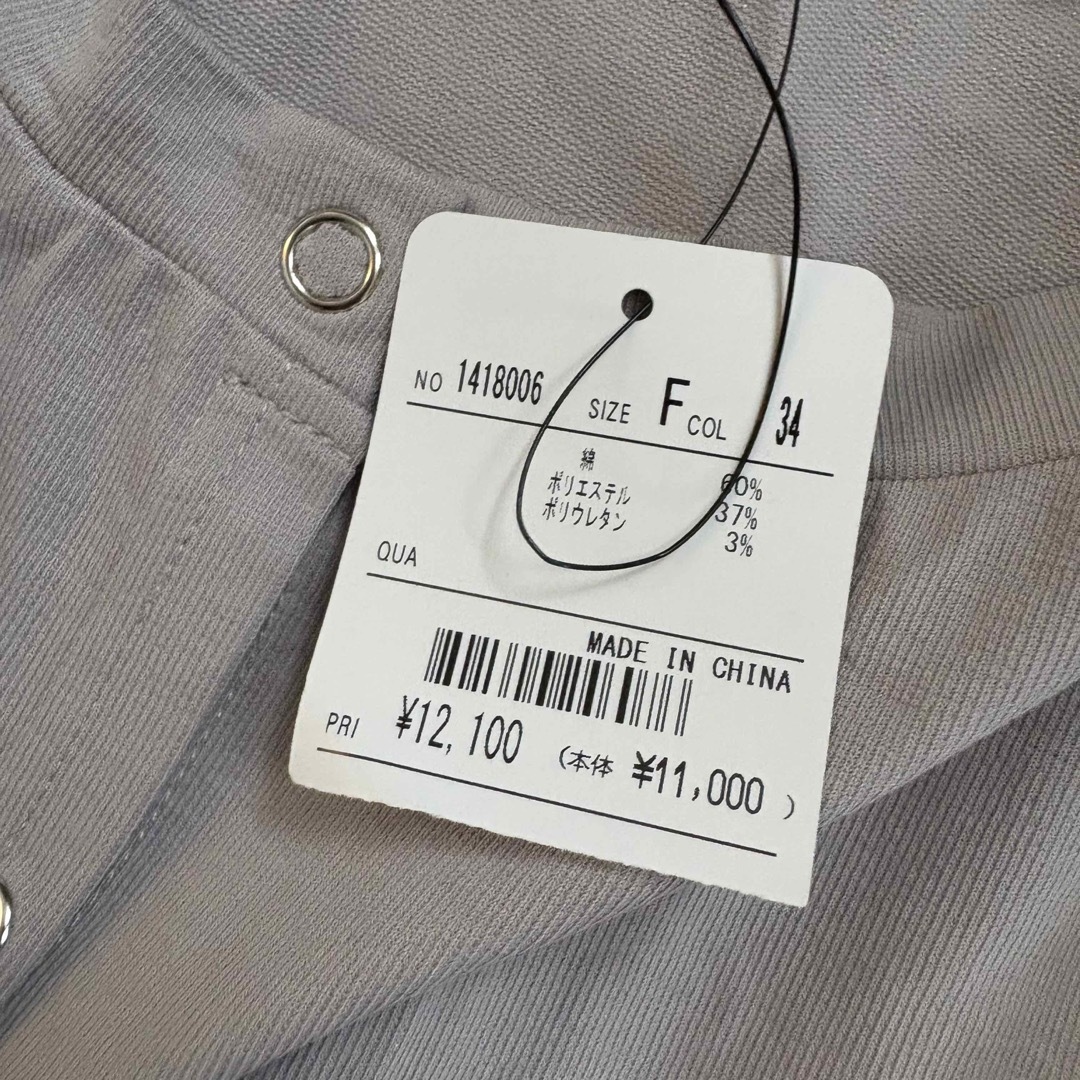 NO 1418006 SIZE F COL 34
綿 60%
ポリエステル 37%
ポリウレタン 3%
QUA
MADE IN CHINA
PRI ¥12,100 (本体 ¥11,000 )